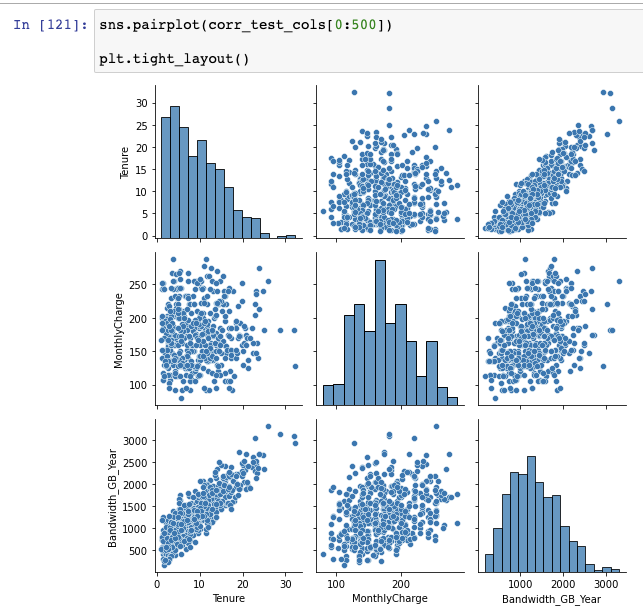 In [121]: sns.pairplot(corr_test_cols[0:500])
plt.tight_layout()
30
25
20
15
10
5
0
Tenure
250
200
150
100
MonthlyCharge
3000
2500
2000
1500
1000
500
Bandwidth_GB_Year
0 10 20 30
100 200
1000 2000 3000
Tenure MonthlyCharge Bandwidth_GB_Year